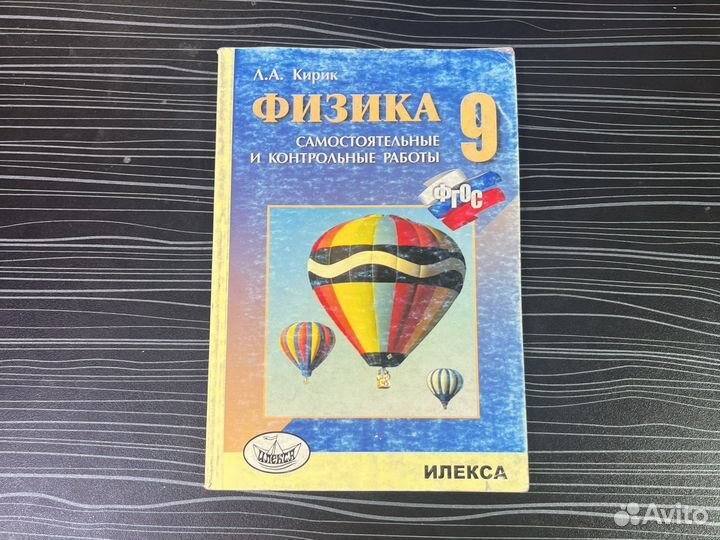 Л.А. Кирик
ФИЗИКА 9
САМОСТОЯТЕЛЬНЫЕ
И КОНТРОЛЬНЫЕ РАБОТЫ
ФГОС
ИЛЕКСА
ИЛЕКСА
Avito